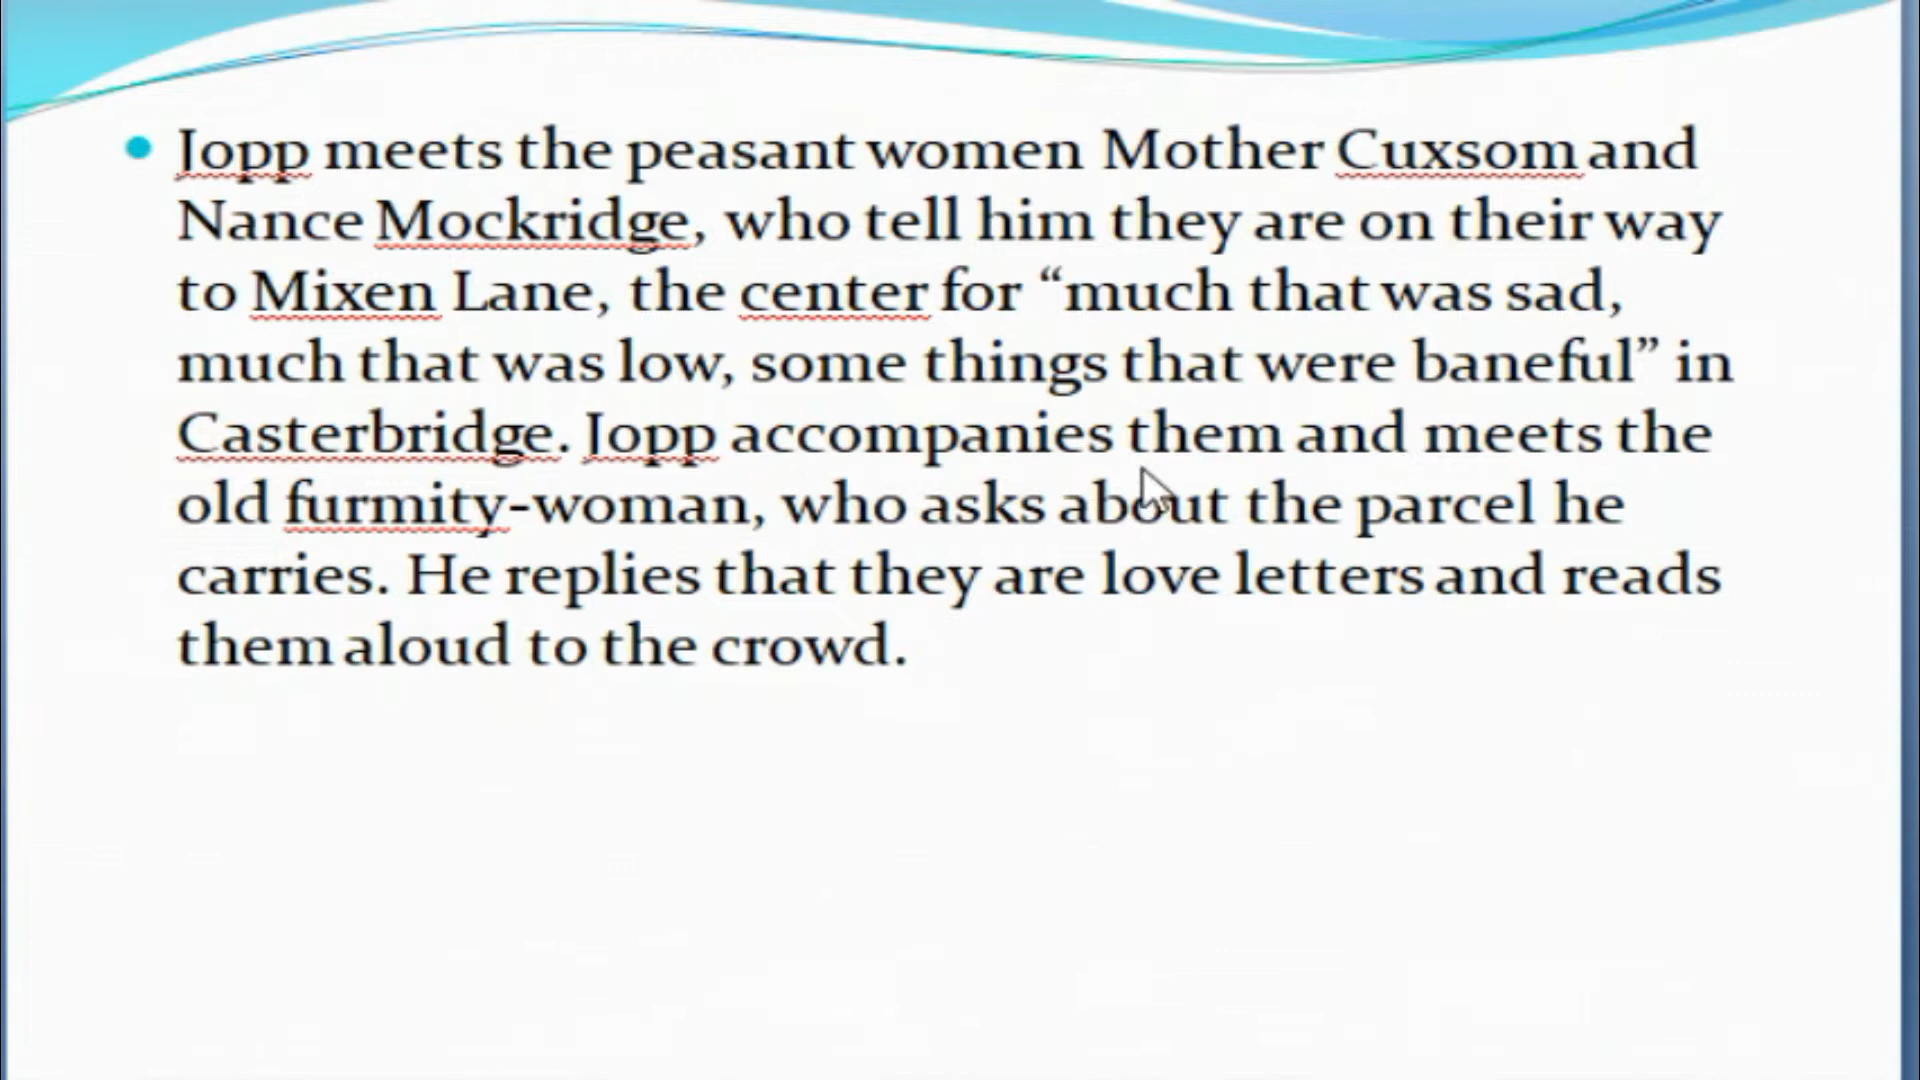 Jopp meets the peasant women Mother Cuxsom and
Nance Mockridge, who tell him they are on their way
to Mixen Lane, the center for “much that was sad,
much that was low, some things that were baneful” in
Casterbridge. Jopp accompanies them and meets the
old furmity-woman, who asks about the parcel he
carries. He replies that they are love letters and reads
them aloud to the crowd.